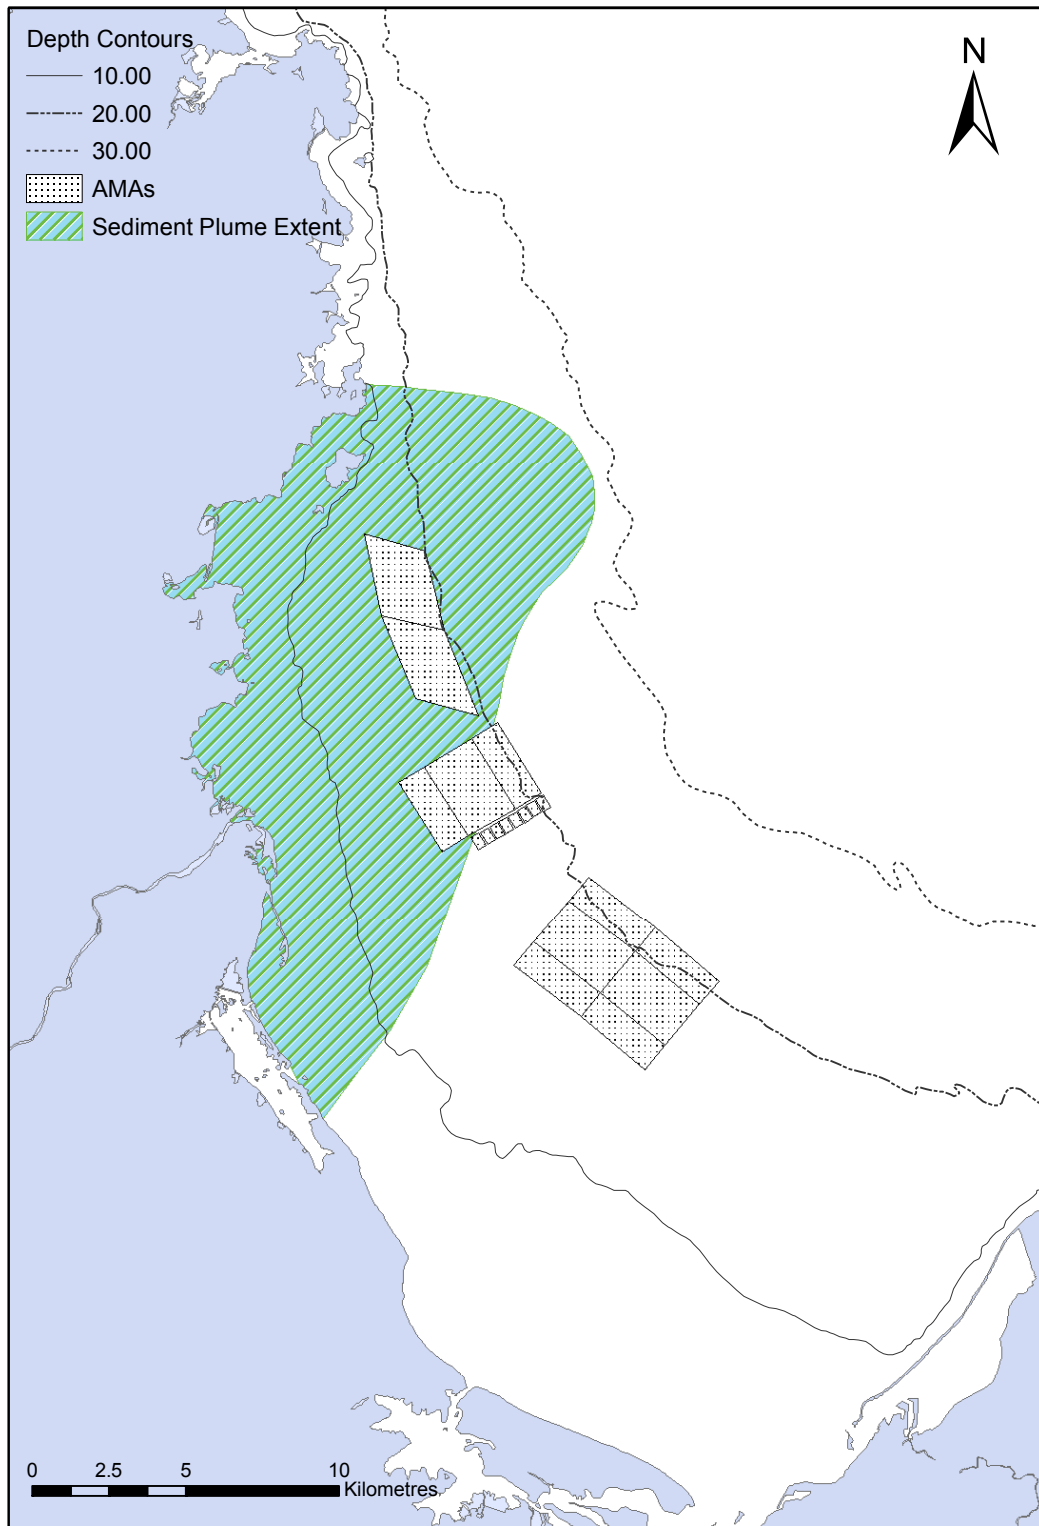 Depth Contours
10.00
20.00
30.00
AMAs
Sediment Plume Extent
N
0 2.5 5 10
Kilometres